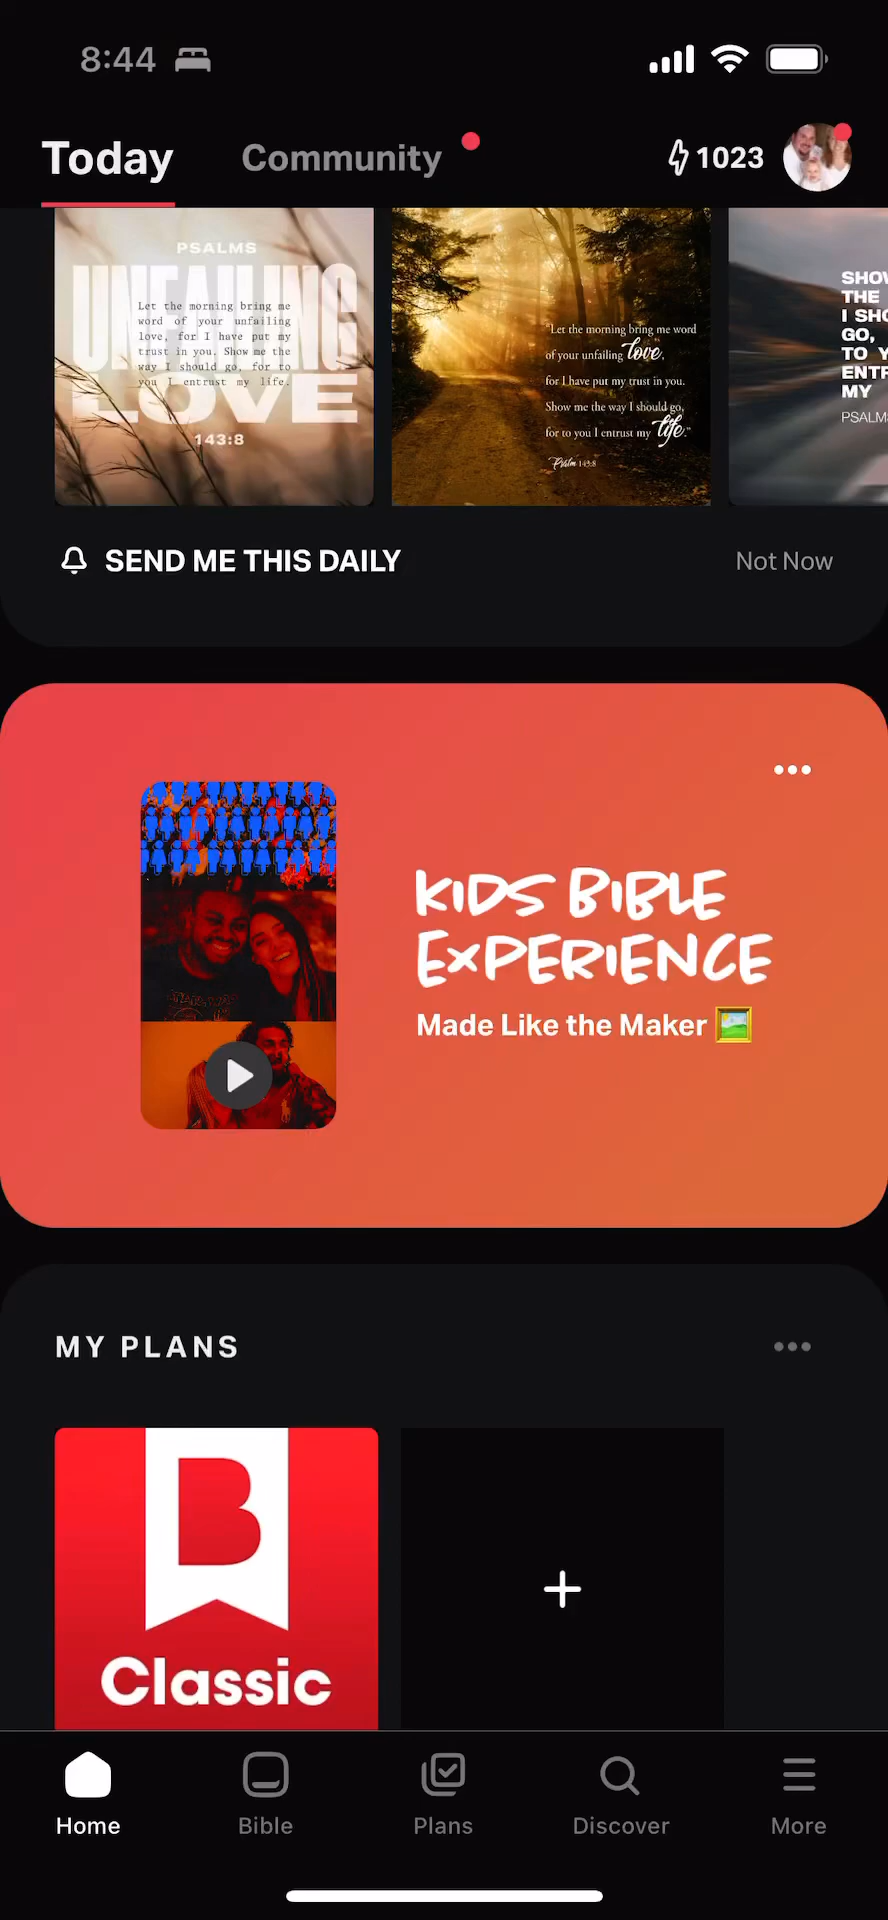 8:44
Today
Community
1023
PSALMS
UNFAILING
LOVE
Let the morning bring me
word of your unfailing
love, for I have put my
trust in you. Show me the
way I should go, for to
you I entrust my life.
143:8
"Let the morning bring me word
of your unfailing love,
for I have put my trust in you.
Show me the way I should go,
for to you I entrust my life."
Psalm 143:8
THE
I SHO
GO,
TO Y
ENTR
MY
PSALMS
SEND ME THIS DAILY
Not Now
KIDS BIBLE
EXPERIENCE
Made Like the Maker
MY PLANS
B
Classic
Home
Bible
Plans
Discover
More